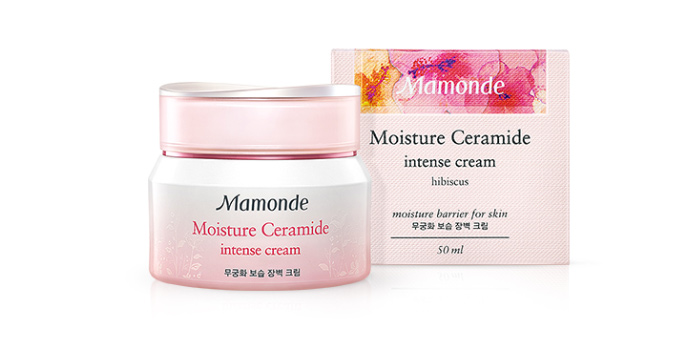 Mamonde
Moisture Ceramide
intense cream
무궁화 보습 장벽 크림
Mamonde
Moisture Ceramide
intense cream
hibiscus
moisture barrier for skin
무궁화 보습 장벽 크림
50 ml